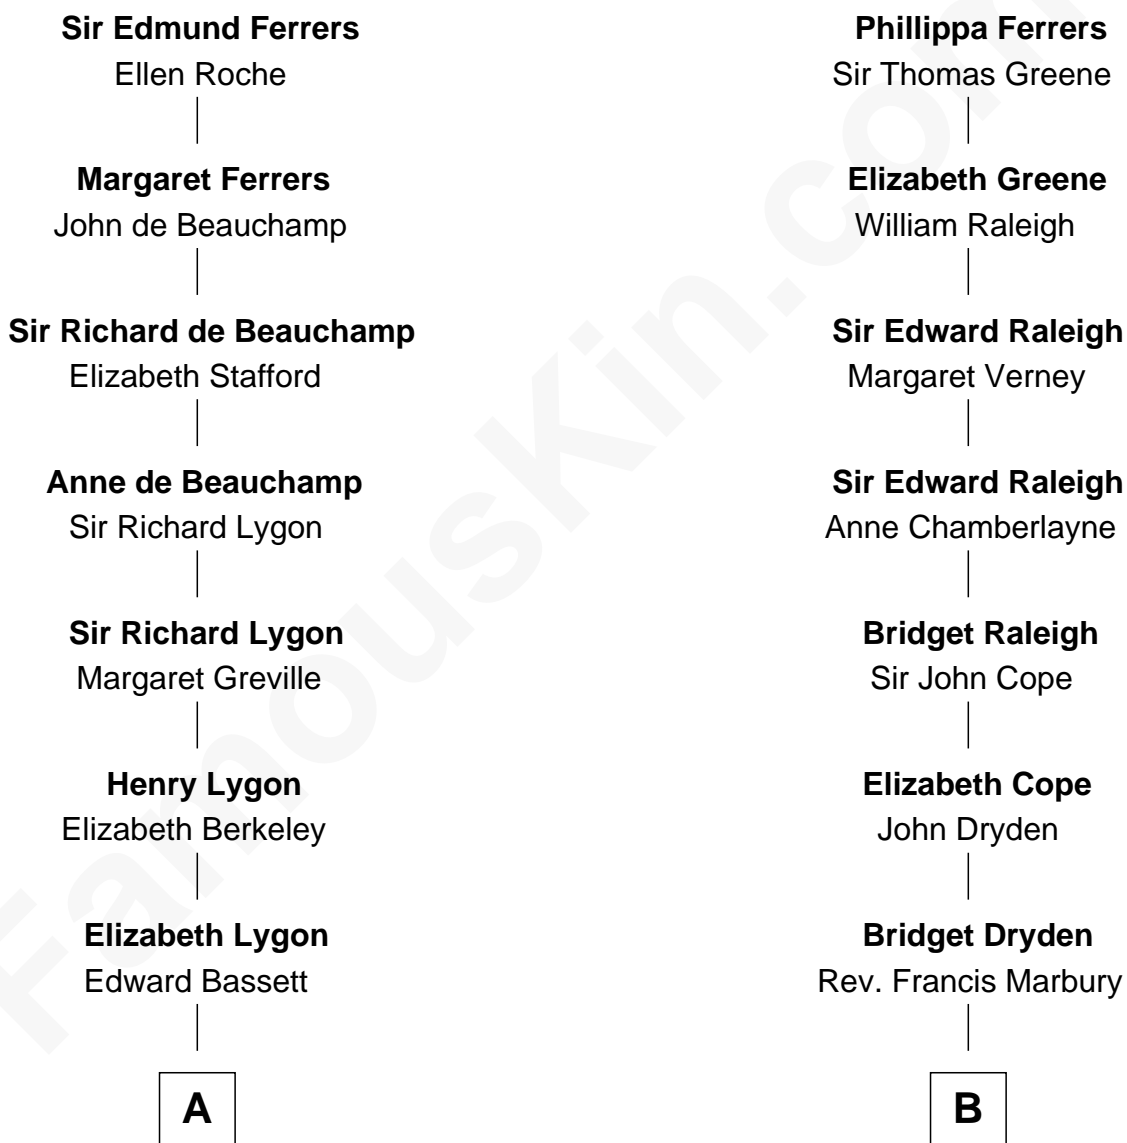 Sir Edmund Ferrers
Ellen Roche
Margaret Ferrers
John de Beauchamp
Sir Richard de Beauchamp
Elizabeth Stafford
Anne de Beauchamp
Sir Richard Lygon
Sir Richard Lygon
Margaret Greville
Henry Lygon
Elizabeth Berkeley
Elizabeth Lygon
Edward Bassett
A
Phillippa Ferrers
Sir Thomas Greene
Elizabeth Greene
William Raleigh
Sir Edward Raleigh
Margaret Verney
Sir Edward Raleigh
Anne Chamberlayne
Bridget Raleigh
Sir John Cope
Elizabeth Cope
John Dryden
Bridget Dryden
Rev. Francis Marbury
B
FamousKin.com